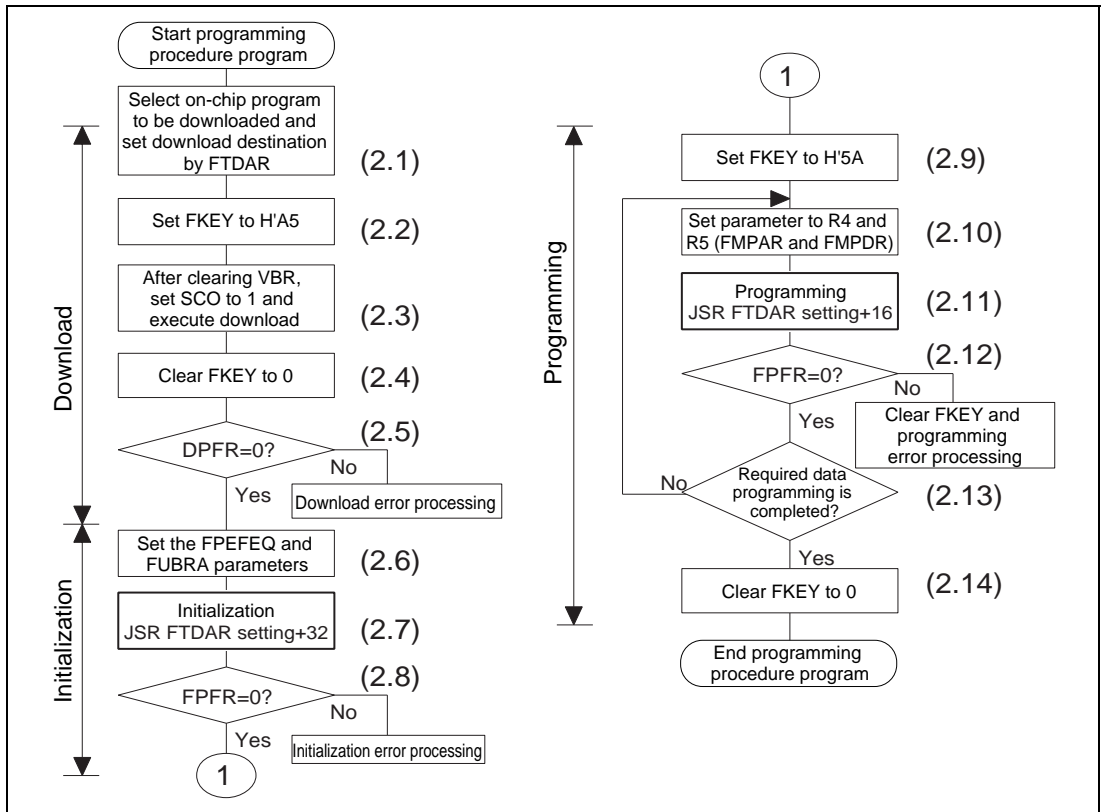 Start programming
procedure program
Select on-chip program
to be downloaded and
set download destination
by FTDAR
(2.1)
Set FKEY to H'A5
(2.2)
After clearing VBR,
set SCO to 1 and
execute download
(2.3)
Clear FKEY to 0
(2.4)
DPFR=0?
(2.5)
No
Yes
Download error processing
Download
Set the FPEFEQ and
FUBRA parameters
(2.6)
Initialization
JSR FTDAR setting+32
(2.7)
FPFR=0?
(2.8)
No
Yes
Initialization error processing
Initialization
1
1
Set FKEY to H'5A
(2.9)
Set parameter to R4 and
R5 (FMPAR and FMPDR)
(2.10)
Programming
JSR FTDAR setting+16
(2.11)
FPFR=0?
(2.12)
No
Yes
Clear FKEY and
programming
error processing
Required data
programming is
completed?
(2.13)
No
Yes
Clear FKEY to 0
(2.14)
Programming
End programming
procedure program